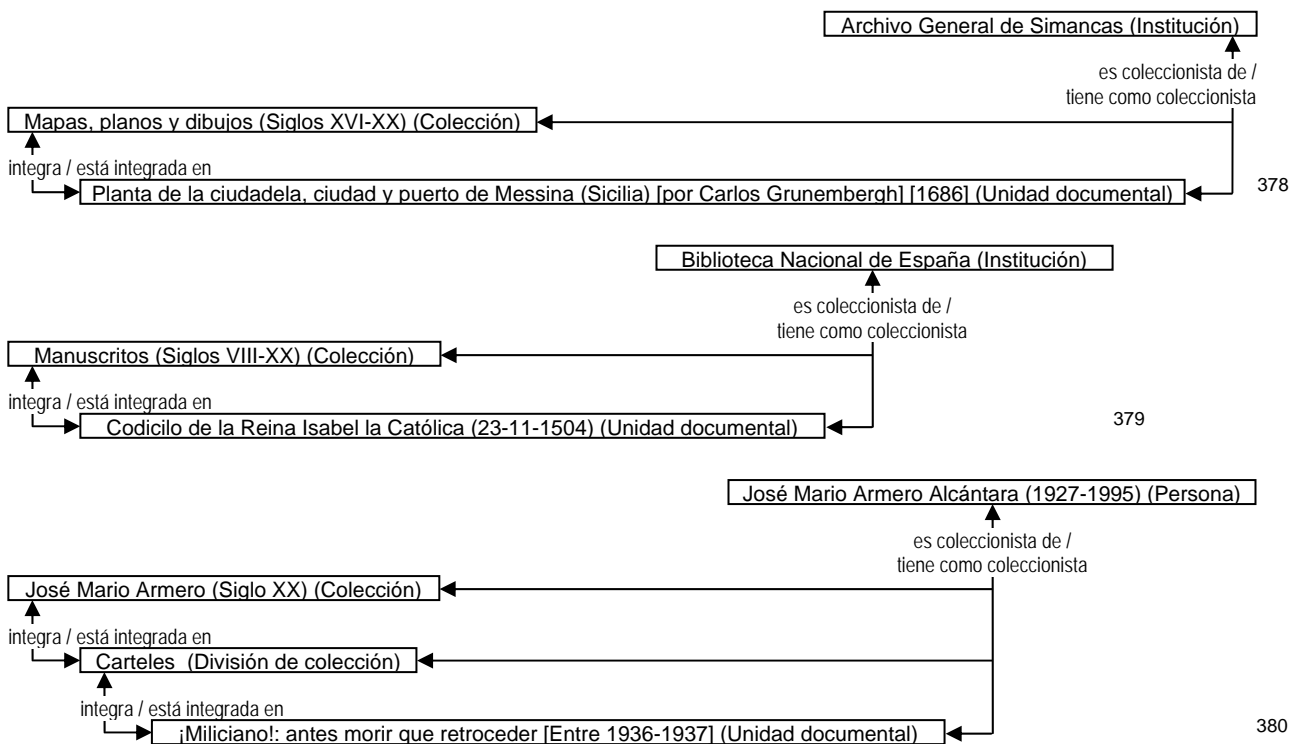 Archivo General de Simancas (Institución)
es coleccionista de /
tiene como coleccionista
Mapas, planos y dibujos (Siglos XVI-XX) (Colección)
integra / está integrada en
Planta de la ciudadela, ciudad y puerto de Messina (Sicilia) [por Carlos Grunembergh] [1686] (Unidad documental)
378
Biblioteca Nacional de España (Institución)
es coleccionista de /
tiene como coleccionista
Manuscritos (Siglos VIII-XX) (Colección)
integra / está integrada en
Codicilo de la Reina Isabel la Católica (23-11-1504) (Unidad documental)
379
José Mario Armero Alcántara (1927-1995) (Persona)
es coleccionista de /
tiene como coleccionista
José Mario Armero (Siglo XX) (Colección)
integra / está integrada en
Carteles (División de colección)
integra / está integrada en
¡Miliciano!: antes morir que retroceder [Entre 1936-1937] (Unidad documental)
380